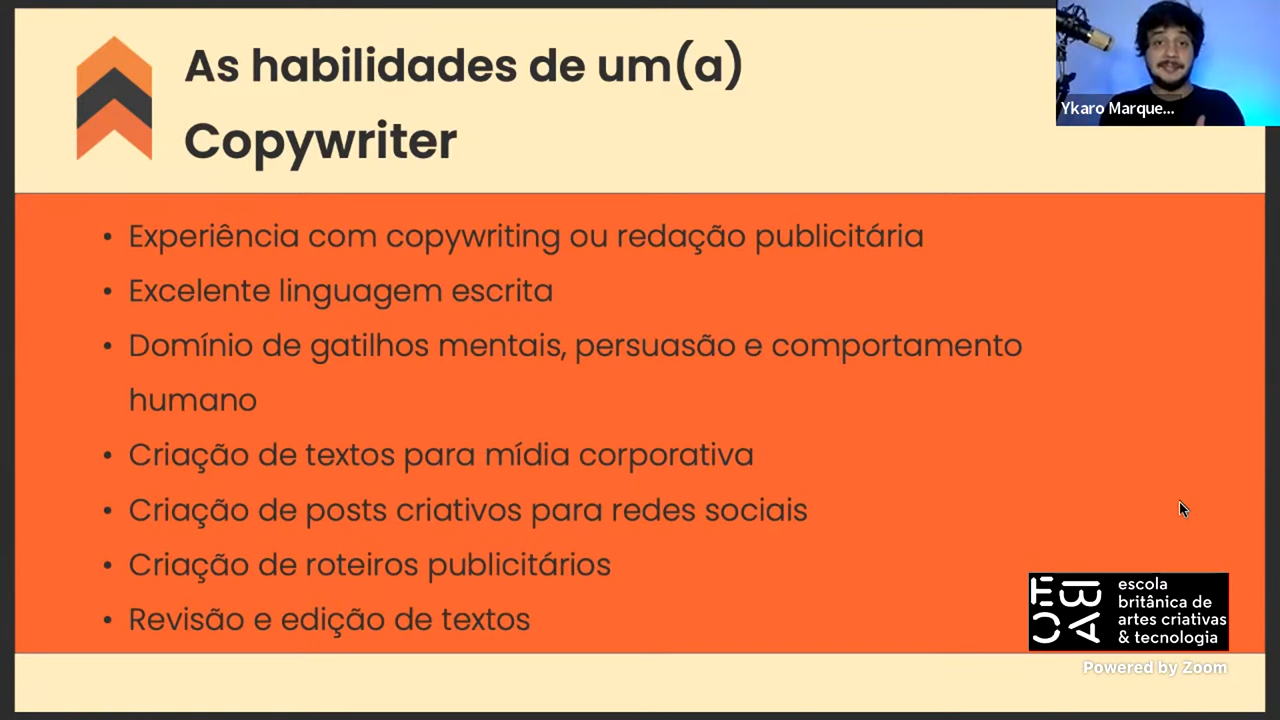 As habilidades de um(a)
Copywriter
Ykaro Marque...
• Experiência com copywriting ou redação publicitária
• Excelente linguagem escrita
• Domínio de gatilhos mentais, persuasão e comportamento
humano
• Criação de textos para mídia corporativa
• Criação de posts criativos para redes sociais
• Criação de roteiros publicitários
• Revisão e edição de textos
EBAC
escola
britânica de
artes criativas
& tecnologia
Powered by Zoom